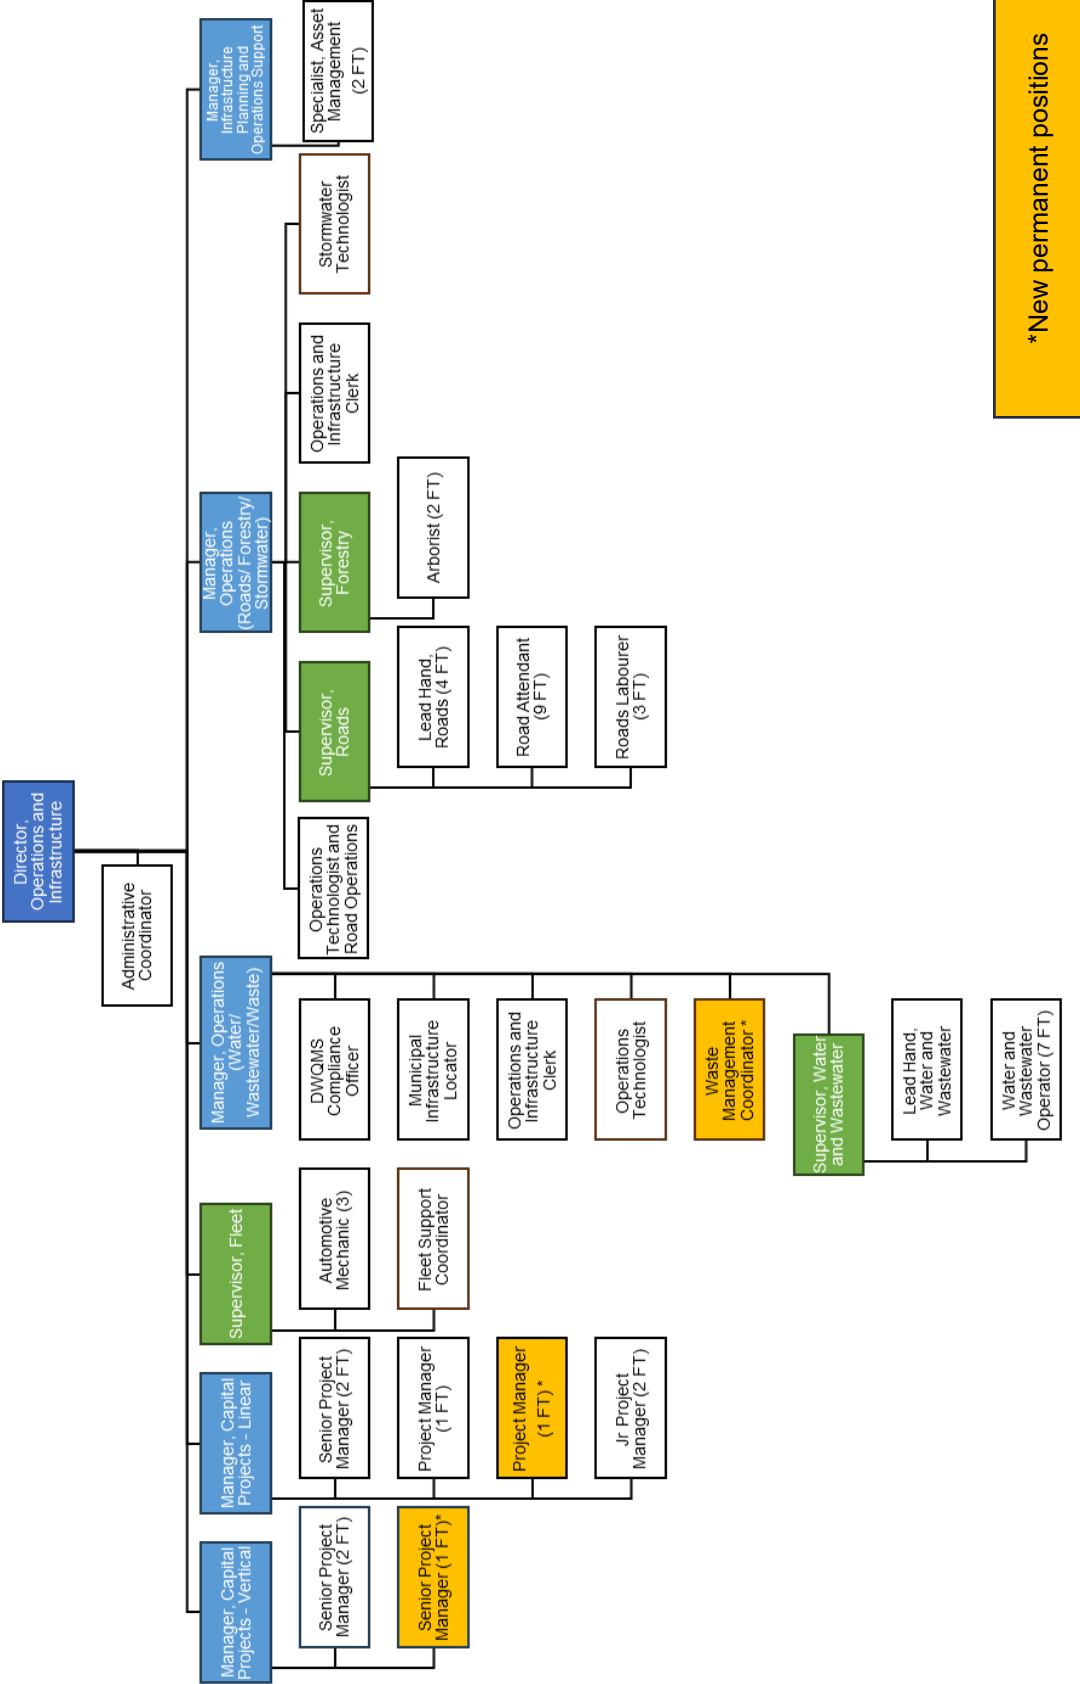 Director,
Operations and
Infrastructure
Administrative
Coordinator
Manager, Capital
Projects - Vertical
Senior Project
Manager (2 FT)
Senior Project
Manager (1 FT)*
Manager, Capital
Projects - Linear
Senior Project
Manager (2 FT)
Project Manager
(1 FT)
Project Manager
(1 FT) *
Jr Project
Manager (2 FT)
Supervisor, Fleet
Automotive
Mechanic (3)
Fleet Support
Coordinator
Manager, Operations
(Water/
Wastewater/Waste)
DWQMS
Compliance
Officer
Municipal
Infrastructure
Locator
Operations and
Infrastructure
Clerk
Operations
Technologist
Waste
Management
Coordinator *
Supervisor, Water
and Wastewater
Lead Hand,
Water and
Wastewater
Water and
Wastewater
Operator (7 FT)
Manager,
Operations
(Roads/ Forestry/
Stormwater)
Operations
Technologist and
Road Operations
Supervisor,
Roads
Lead Hand,
Roads (4 FT)
Road Attendant
(9 FT)
Roads Labourer
(3 FT)
Supervisor,
Forestry
Arborist (2 FT)
Operations and
Infrastructure
Clerk
Stormwater
Technologist
Manager,
Infrastructure
Planning and
Operations Support
Specialist, Asset
Management
(2 FT)
*New permanent positions